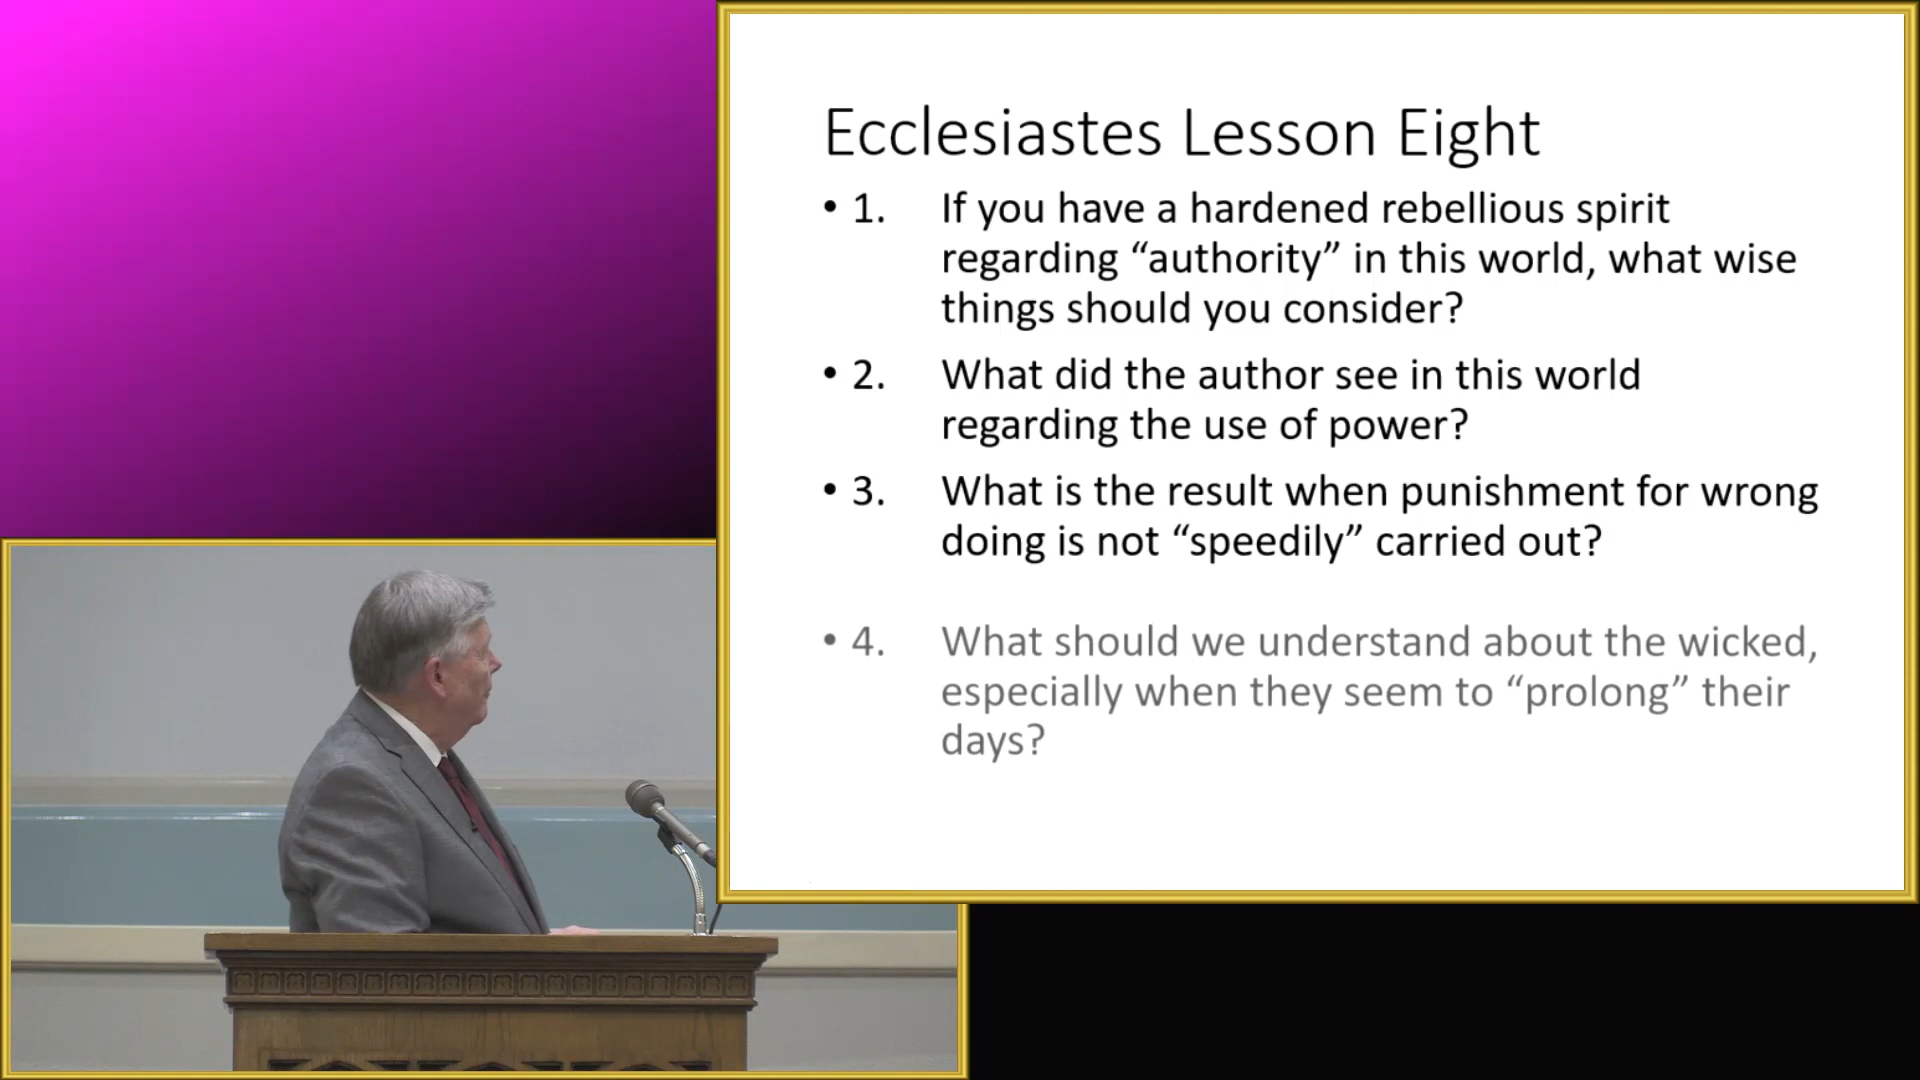 Ecclesiastes Lesson Eight
• 1. If you have a hardened rebellious spirit
regarding “authority” in this world, what wise
things should you consider?
• 2. What did the author see in this world
regarding the use of power?
• 3. What is the result when punishment for wrong
doing is not “speedily” carried out?
• 4. What should we understand about the wicked,
especially when they seem to “prolong” their
days?